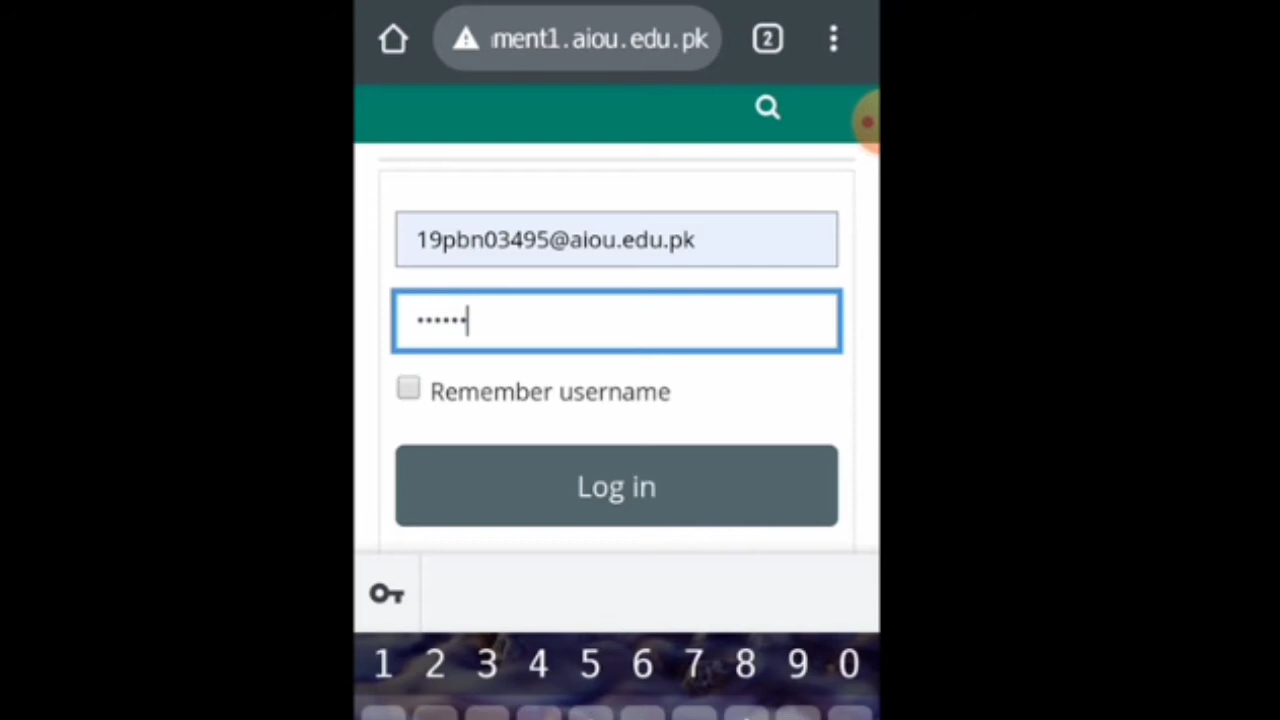 ment1.aiou.edu.pk
2
19pbn03495@aiou.edu.pk
••••••
Remember username
Log in
1 2 3 4 5 6 7 8 9 0